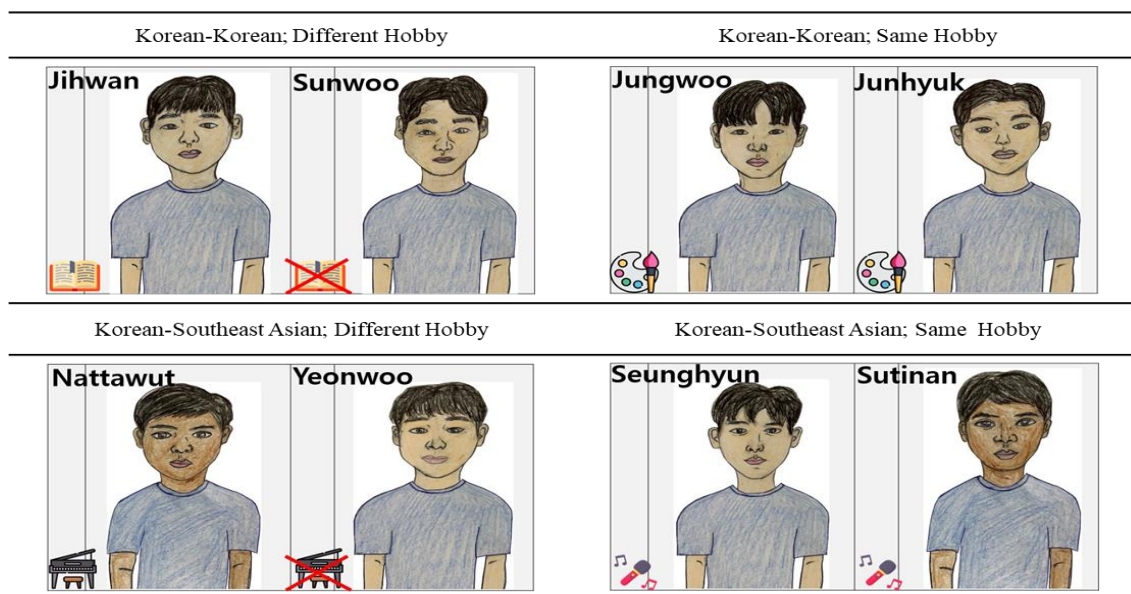 Korean-Korean; Different Hobby
Korean-Korean; Same Hobby
Jihwan
Sunwoo
Jungwoo
Junhyuk
Korean-Southeast Asian; Different Hobby
Korean-Southeast Asian; Same Hobby
Nattawut
Yeonwoo
Seunghyun
Sutinan